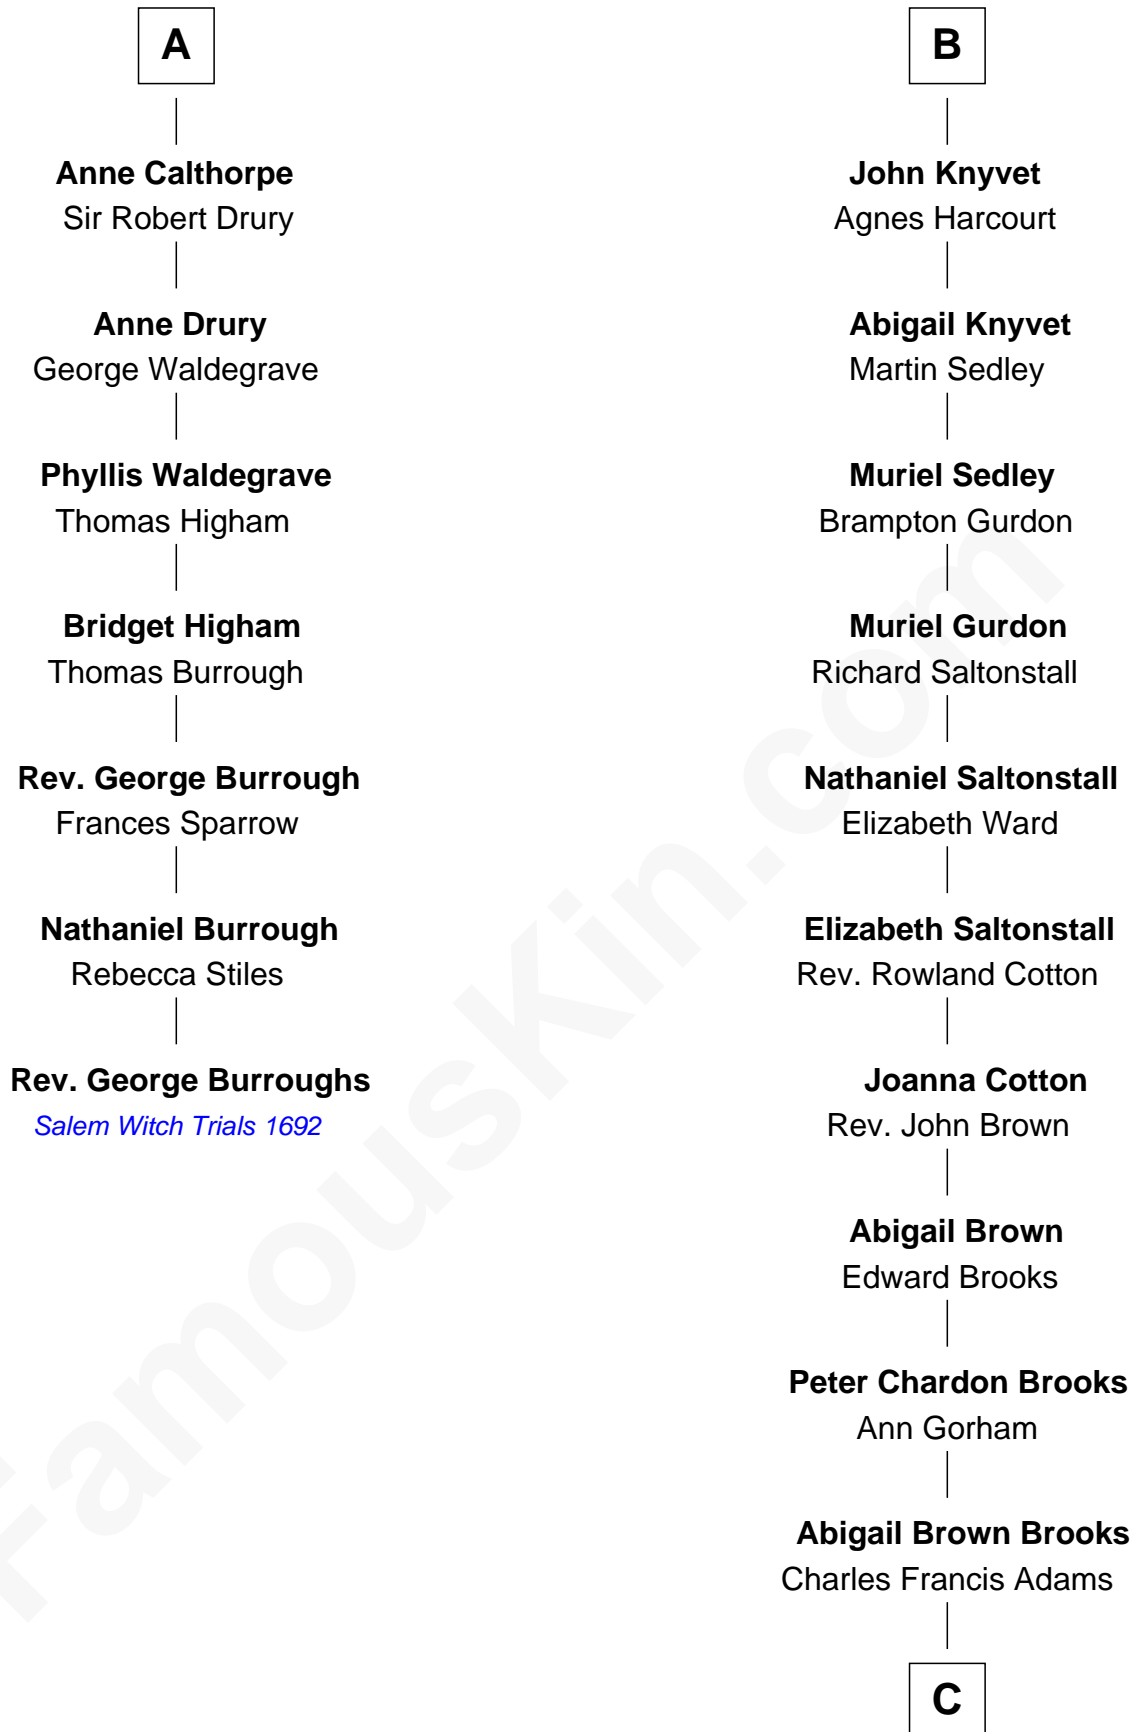 A
Anne Calthorpe
Sir Robert Drury
Anne Drury
George Waldegrave
Phyllis Waldegrave
Thomas Higham
Bridget Higham
Thomas Burrough
Rev. George Burrough
Frances Sparrow
Nathaniel Burrough
Rebecca Stiles
Rev. George Burroughs
Salem Witch Trials 1692
B
John Knyvet
Agnes Harcourt
Abigail Knyvet
Martin Sedley
Muriel Sedley
Brampton Gurdon
Muriel Gurdon
Richard Saltonstall
Nathaniel Saltonstall
Elizabeth Ward
Elizabeth Saltonstall
Rev. Rowland Cotton
Joanna Cotton
Rev. John Brown
Abigail Brown
Edward Brooks
Peter Chardon Brooks
Ann Gorham
Abigail Brown Brooks
Charles Francis Adams
C
FamousKin.com